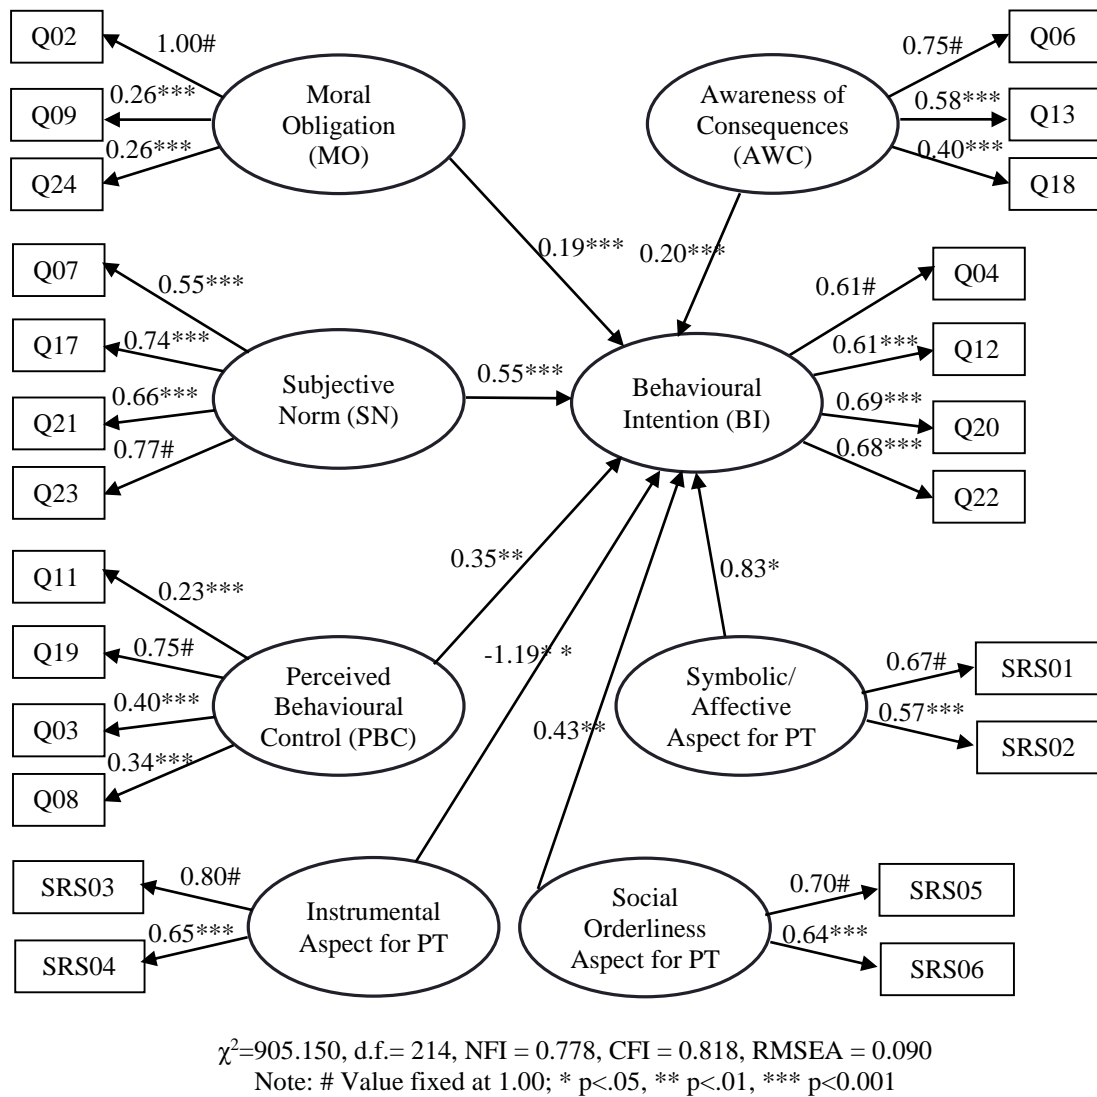 Q02
1.00#
Q09
0.26***
Q24
0.26***
Moral
Obligation
(MO)
Awareness of
Consequences
(AWC)
0.75#
Q06
0.58***
Q13
0.40***
Q18
0.19***
0.20***
Q07
0.55***
Q17
0.74***
Q21
0.66***
Q23
0.77#
Subjective
Norm (SN)
0.55***
Behavioural
Intention (BI)
0.61#
Q04
0.61***
Q12
0.69***
Q20
0.68***
Q22
Q11
0.23***
Q19
0.75#
Q03
0.40***
Q08
0.34***
Perceived
Behavioural
Control (PBC)
0.35**
-1.19* *
0.43**
0.83*
Symbolic/
Affective
Aspect for PT
0.67#
SRS01
0.57***
SRS02
SRS03
0.80#
SRS04
0.65***
Instrumental
Aspect for PT
Social
Orderliness
Aspect for PT
0.70#
SRS05
0.64***
SRS06
χ²=905.150, d.f.= 214, NFI = 0.778, CFI = 0.818, RMSEA = 0.090
Note: # Value fixed at 1.00; * p<.05, ** p<.01, *** p<0.001